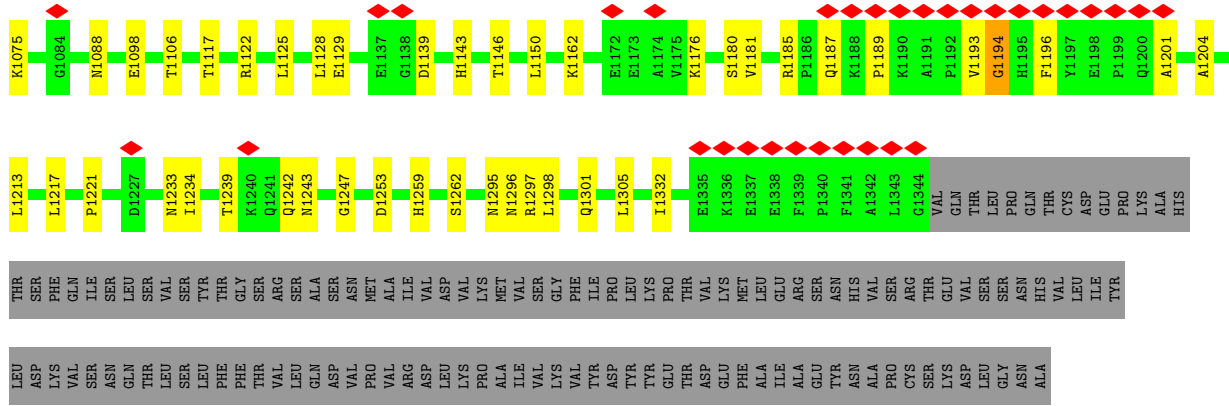 K1075 G1084 N1088 E1098 T1106 T1117 R1122 L1125 L1128 E1129 E1137 G1138 D1139 H1143 T1146 L1150 K1162 E1172 E1173 A1174 V1175 K1176 S1180 V1181 R1185 P1186 Q1187 K1188 P1189 K1190 A1191 P1192 V1193 G1194 H1195 F1196 Y1197 E1198 P1199 Q1200 A1201 A1204
L1213 L1217 P1221 D1227 N1233 I1234 T1239 K1240 Q1241 Q1242 N1243 G1247 D1253 H1259 S1262 N1295 N1296 R1297 L1298 Q1301 L1305 I1332 E1335 K1336 E1337 E1338 F1339 P1340 F1341 A1342 L1343 G1344 VAL GLN THR LEU PRO GLN THR CYS ASP GLU PRO LYS ALA HIS
THR SER PHE GLN ILE SER LEU SER VAL SER TYR THR GLY SER ARG SER ALA SER ASN MET ALA ILE VAL ASP VAL LYS MET VAL SER GLY PHE ILE PRO LEU LYS PRO THR VAL LYS MET LEU GLU ARG SER ASN HIS VAL SER ARG THR GLU VAL SER SER ASN HIS VAL LEU ILE TYR
LEU ASP LYS VAL SER ASN GLN THR LEU SER LEU PHE PHE THR VAL LEU GLN ASP VAL PRO VAL ARG ASP LEU LYS PRO ALA ILE VAL LYS VAL TYR ASP TYR TYR GLU THR ASP GLU PHE ALA ILE ALA GLU TYR ASN ALA PRO CYS SER LYS ASP LEU GLY ASN ALA